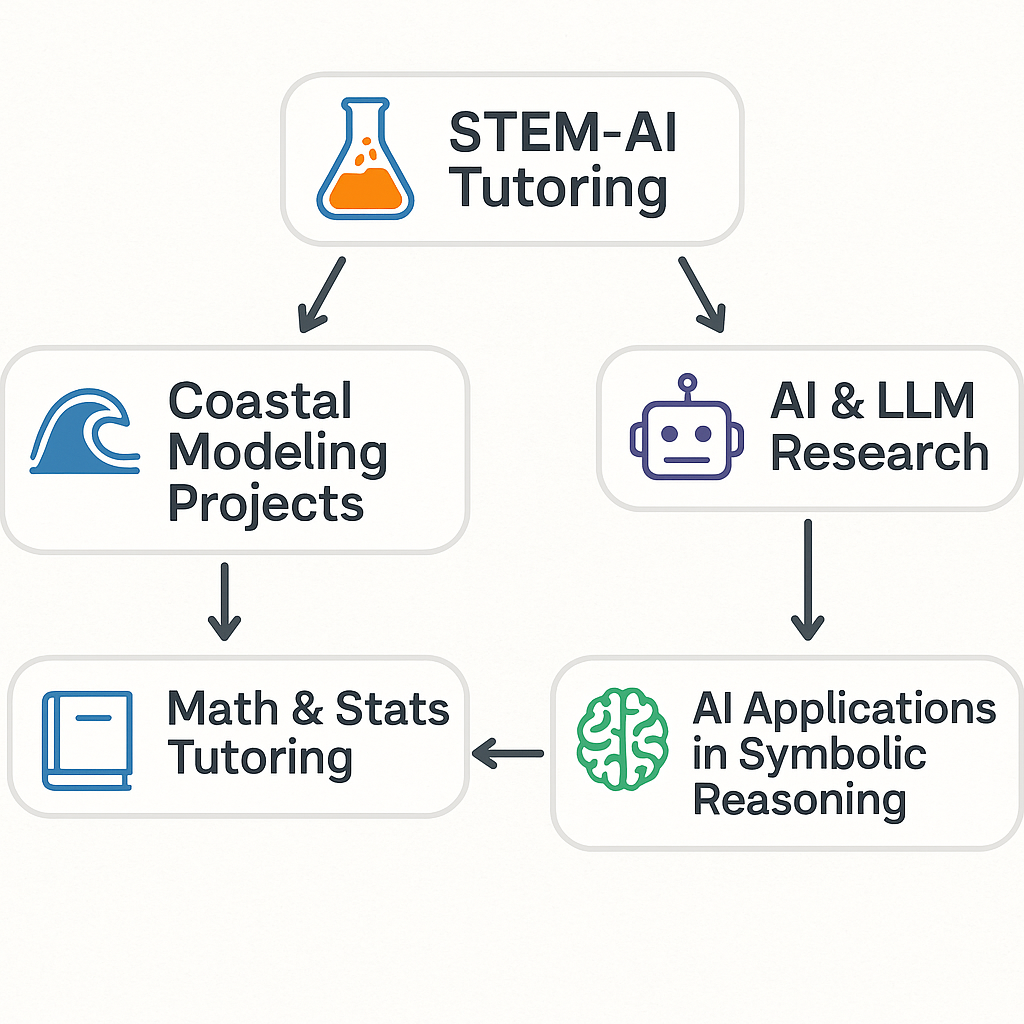 STEM-AI
Tutoring
Coastal
Modeling
Projects
AI & LLM
Research
Math & Stats
Tutoring
AI Applications
in Symbolic
Reasoning